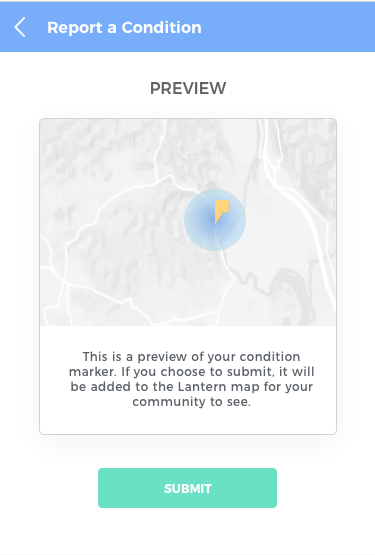 Report a Condition
PREVIEW
This is a preview of your condition
marker. If you choose to submit, it will
be added to the Lantern map for your
community to see.
SUBMIT